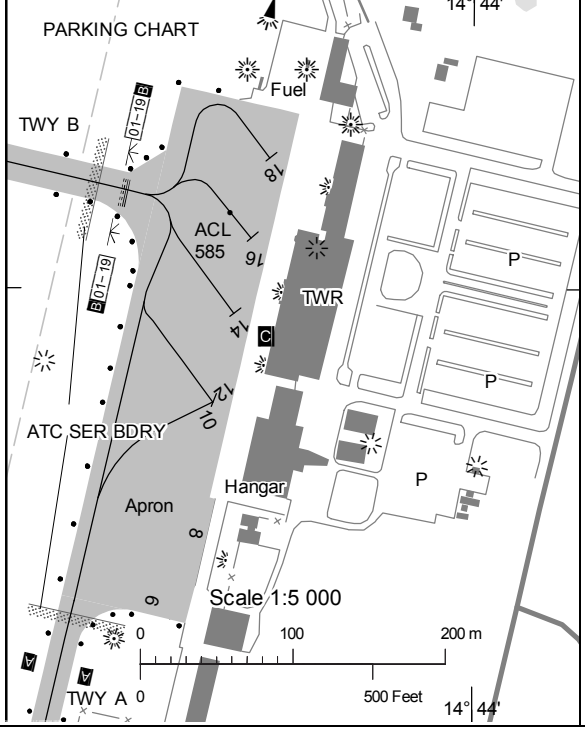 14° 44'
PARKING CHART
Fuel
TWY B
01-19 B
18
ACL
585
16
P
B 01-19
TWR
14
C
P
12
10
ATC SER BDRY
P
Hangar
Apron
8
6
Scale 1:5 000
0 100 200 m
A
A
TWY A
0 500 Feet
14° 44'